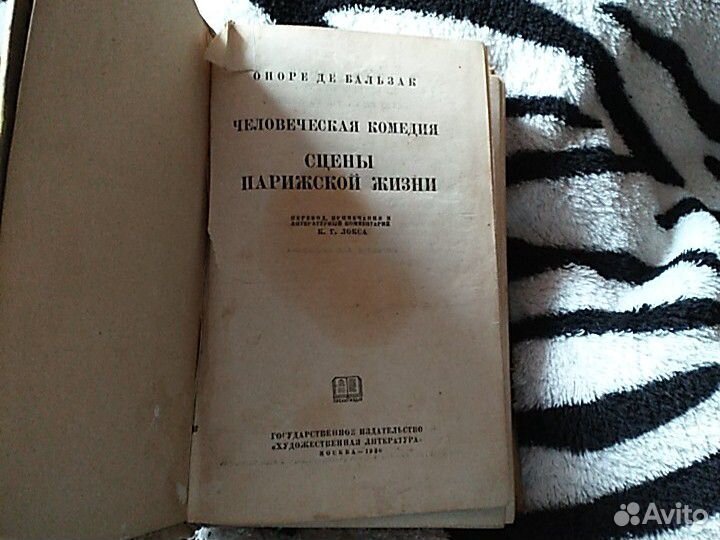 ОНОРЕ ДЕ БАЛЬЗАК
ЧЕЛОВЕЧЕСКАЯ КОМЕДИЯ
СЦЕНЫ
ПАРИЖСКОЙ ЖИЗНИ
ПЕРЕВОД, ПРИМЕЧАНИЯ И
ЛИТЕРАТУРНЫЙ КОММЕНТАРИЙ
К. Г. ЛОКСА
ГОСУДАРСТВЕННОЕ ИЗДАТЕЛЬСТВО
«ХУДОЖЕСТВЕННАЯ ЛИТЕРАТУРА»
МОСКВА —
Avito